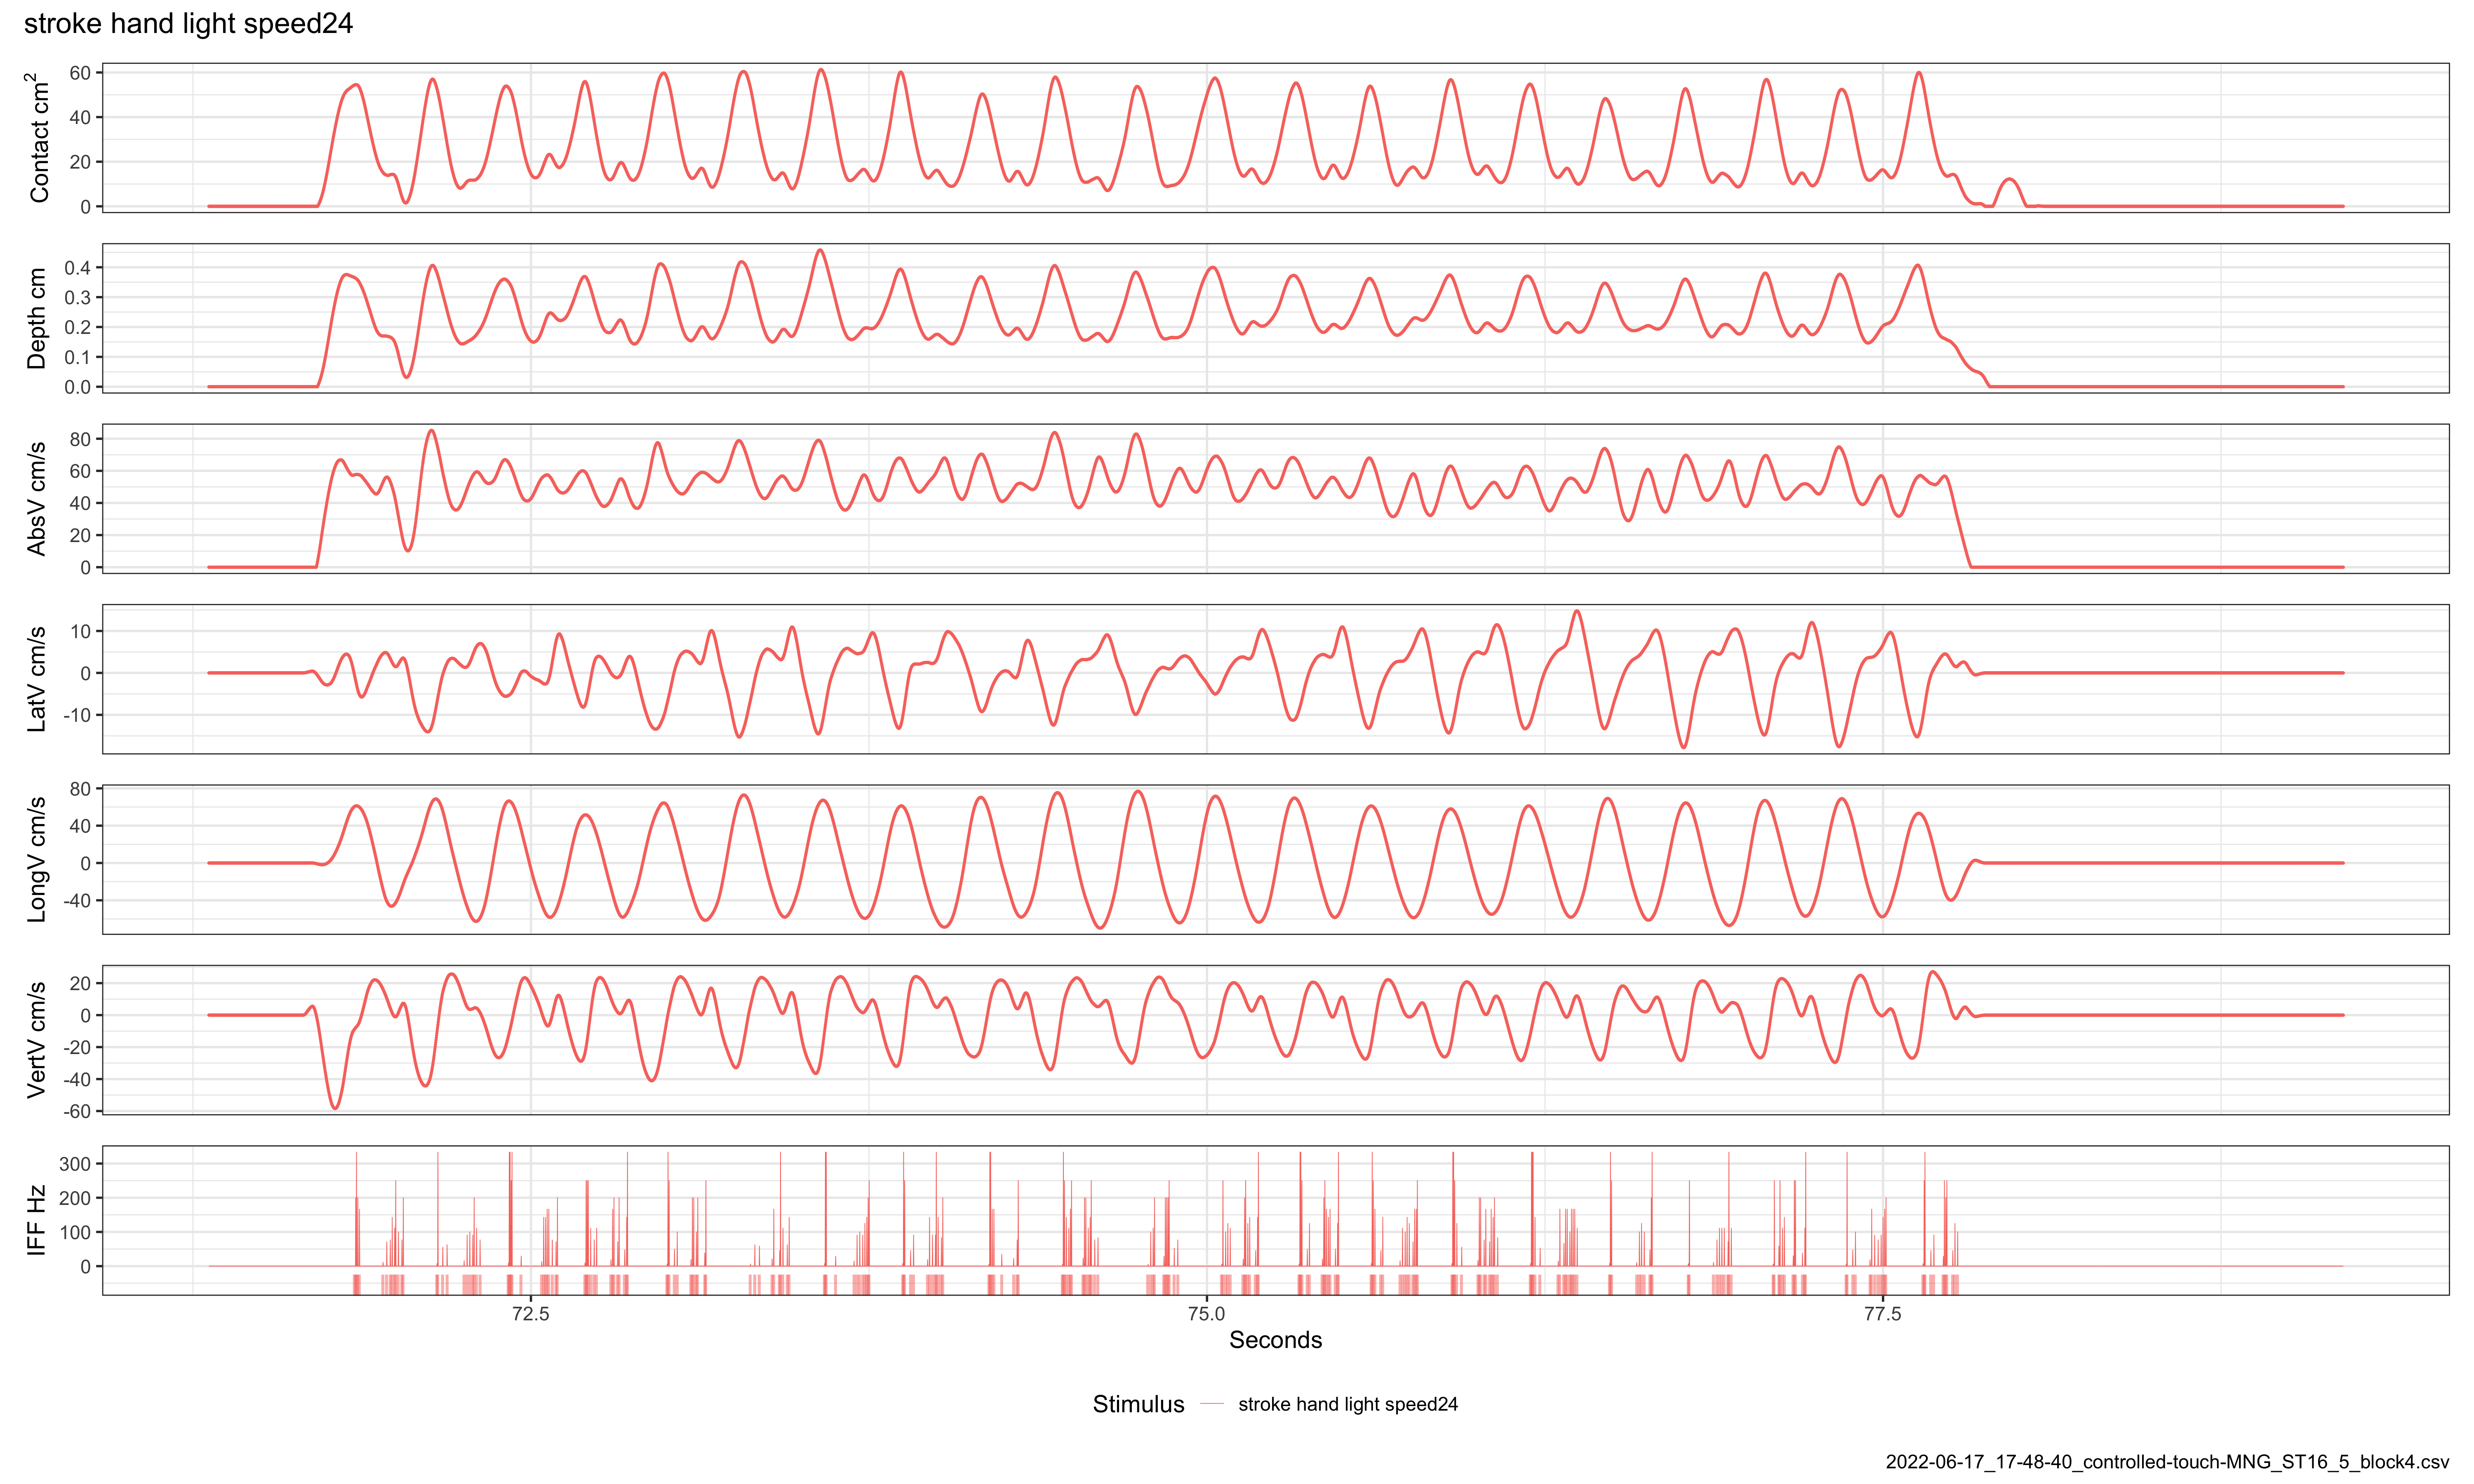 stroke hand light speed24
Contact cm²
60
40
20
0
Depth cm
0.4
0.3
0.2
0.1
0.0
AbsV cm/s
80
60
40
20
0
LatV cm/s
10
0
-10
LongV cm/s
80
40
0
-40
VertV cm/s
20
0
-20
-40
-60
IFF Hz
300
200
100
0
72.5 75.0 77.5
Seconds
Stimulus stroke hand light speed24
2022-06-17_17-48-40_controlled-touch-MNG_ST16_5_block4.csv